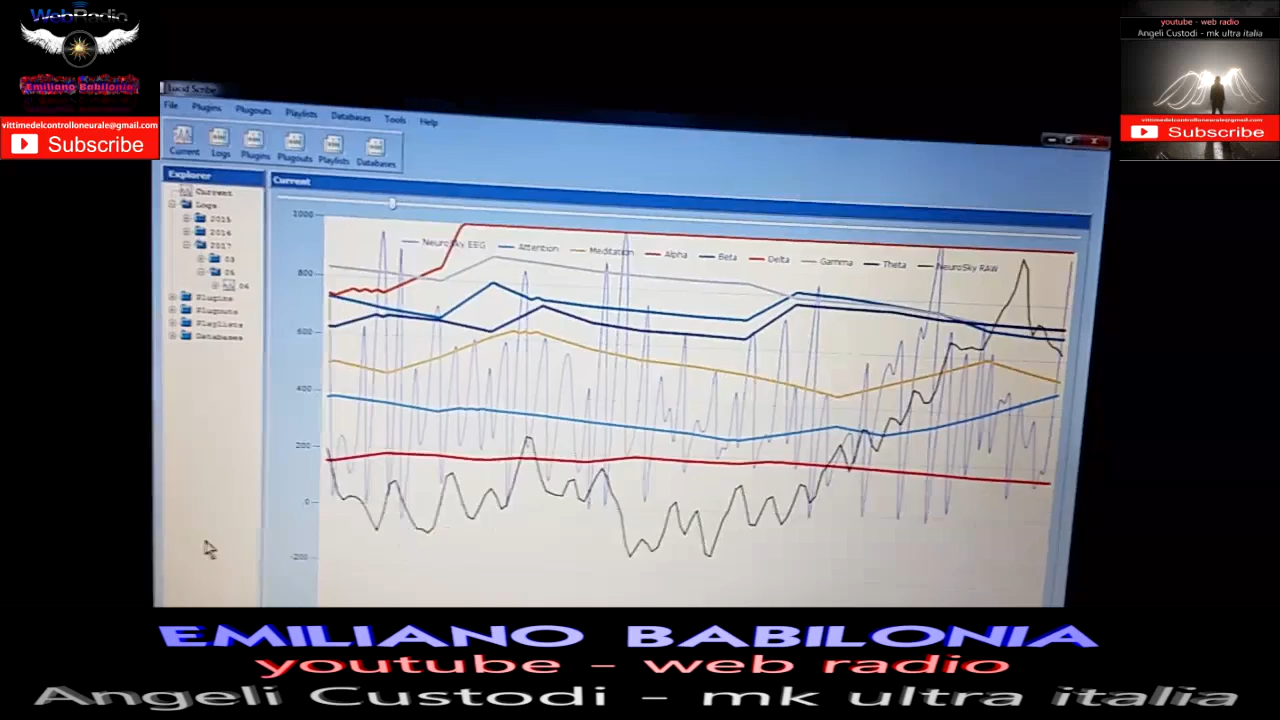 WebRadio
Emiliano Babilonia
vittimedelcontrolloneurale@gmail.com
Subscribe
youtube - web radio
Angeli Custodi - mk ultra italia
Subscribe
Lucid Scribe
File Plugins Plugouts Playlists Databases Tools Help
Current Logs Plugins Plugouts Playlists Databases
Explorer
Current
Logs
2015
2016
2017
03
05
06
Plugins
Plugouts
Playlists
Databases
Current
NeuroSky EEG Attention Meditation Alpha Beta Delta Gamma Theta NeuroSky RAW
1000
800
600
400
200
0
-200
EMILIANO BABILONIA
youtube - web radio
Angeli Custodi - mk ultra italia